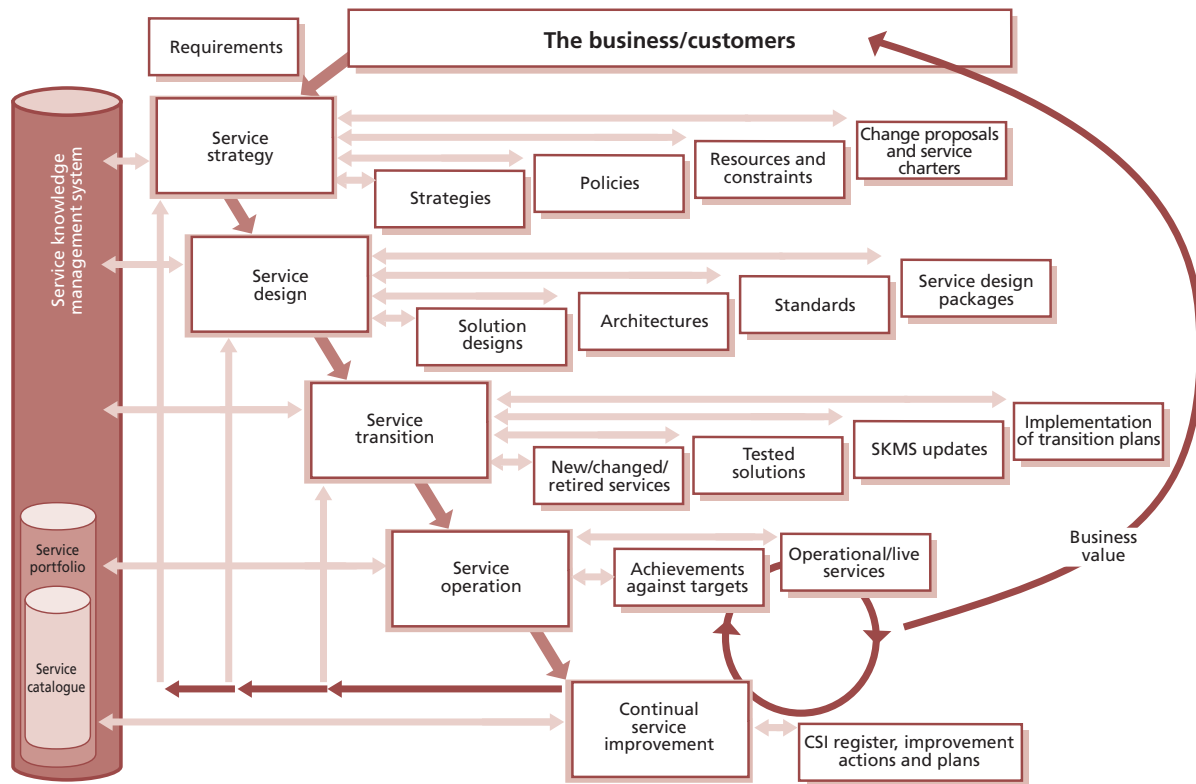 Requirements
The business/customers
Service knowledge
management system
Service
strategy
Strategies
Policies
Resources and
constraints
Change proposals
and service
charters
Service
design
Solution
designs
Architectures
Standards
Service design
packages
Service
transition
New/changed/
retired services
Tested
solutions
SKMS updates
Implementation
of transition plans
Service
portfolio
Service
operation
Achievements
against targets
Operational/live
services
Business
value
Service
catalogue
Continual
service
improvement
CSI register, improvement
actions and plans